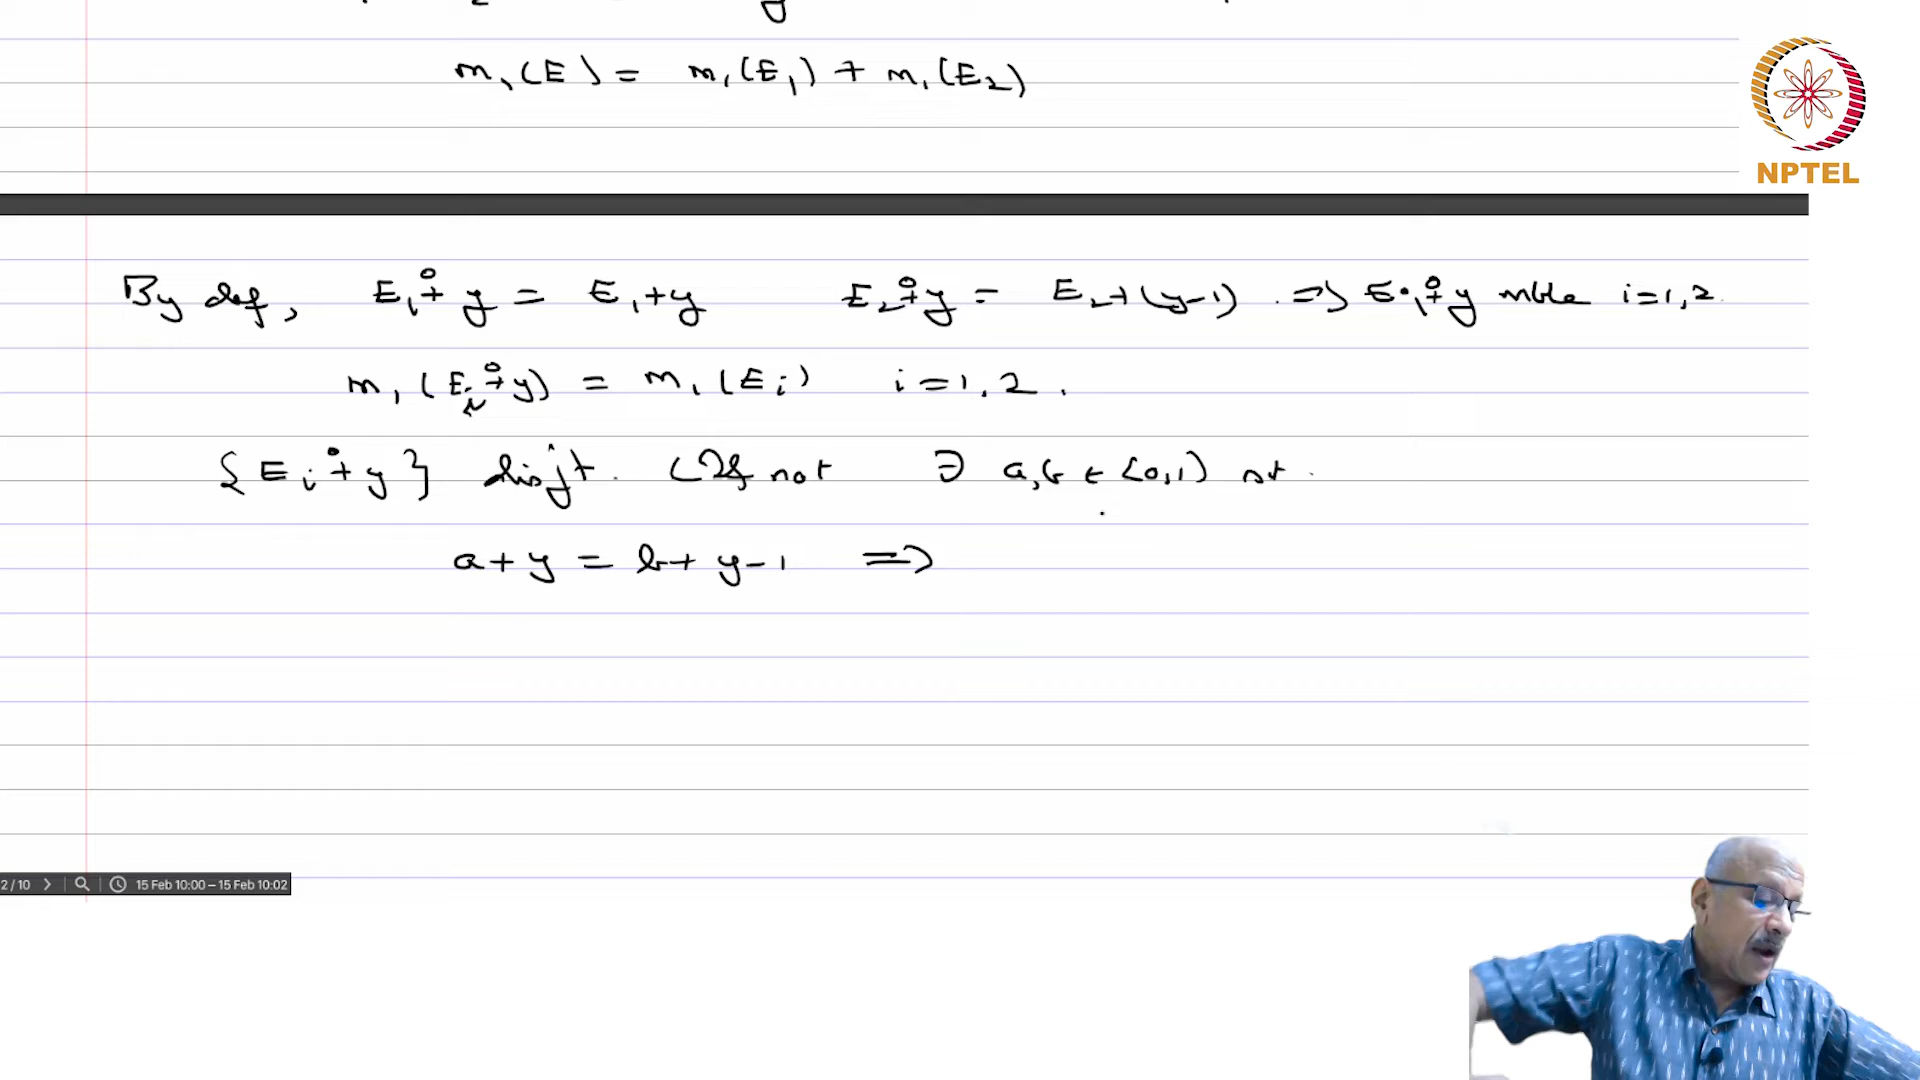 m₁(E) = m₁(E₁) + m₁(E₂)
NPTEL
By def, E₁ +̊ y = E₁ + y E₂ +̊ y = E₂ + (y-1) . => Eᵢ +̊ y mble i=1,2.
m₁(Eᵢ +̊ y) = m₁(Eᵢ) i=1,2.
{Eᵢ +̊ y} disjt. (If not ∃ a,b ∈ [0,1) st.
a+y = b+y-1 =>
2/10 > 15 Feb 10:00 – 15 Feb 10:02